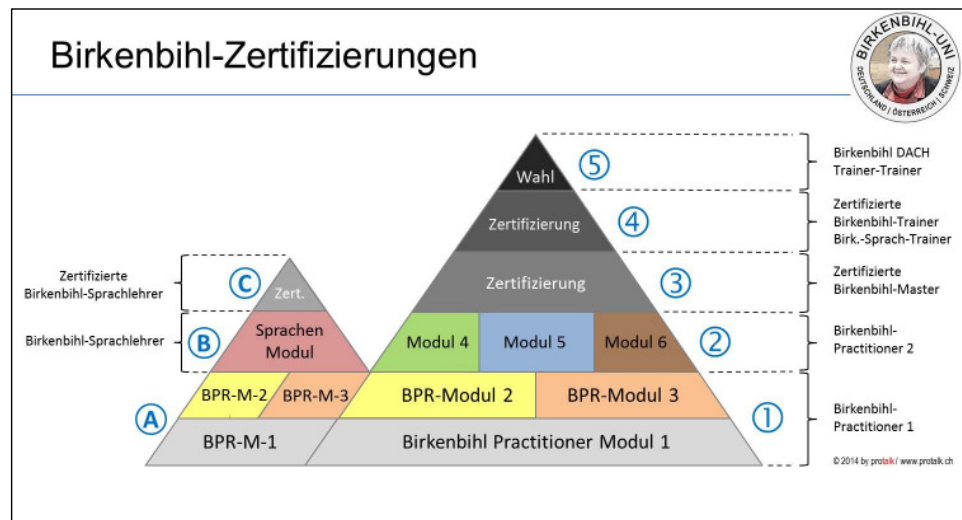 Birkenbihl-Zertifizierungen
BIRKENBIHL-UNI
DEUTSCHLAND | ÖSTERREICH | SCHWEIZ
Wahl
5
Birkenbihl DACH
Trainer-Trainer
Zertifizierung
4
Zertifizierte
Birkenbihl-Trainer
Birk.-Sprach-Trainer
Zertifizierte
Birkenbihl-Sprachlehrer
C
Zert.
Zertifizierung
3
Zertifizierte
Birkenbihl-Master
Birkenbihl-Sprachlehrer
B
Sprachen
Modul
Modul 4
Modul 5
Modul 6
2
Birkenbihl-
Practitioner 2
A
BPR-M-2
BPR-M-3
BPR-Modul 2
BPR-Modul 3
1
Birkenbihl-
Practitioner 1
BPR-M-1
Birkenbihl Practitioner Modul 1
© 2014 by protalk/ www.protalk.ch